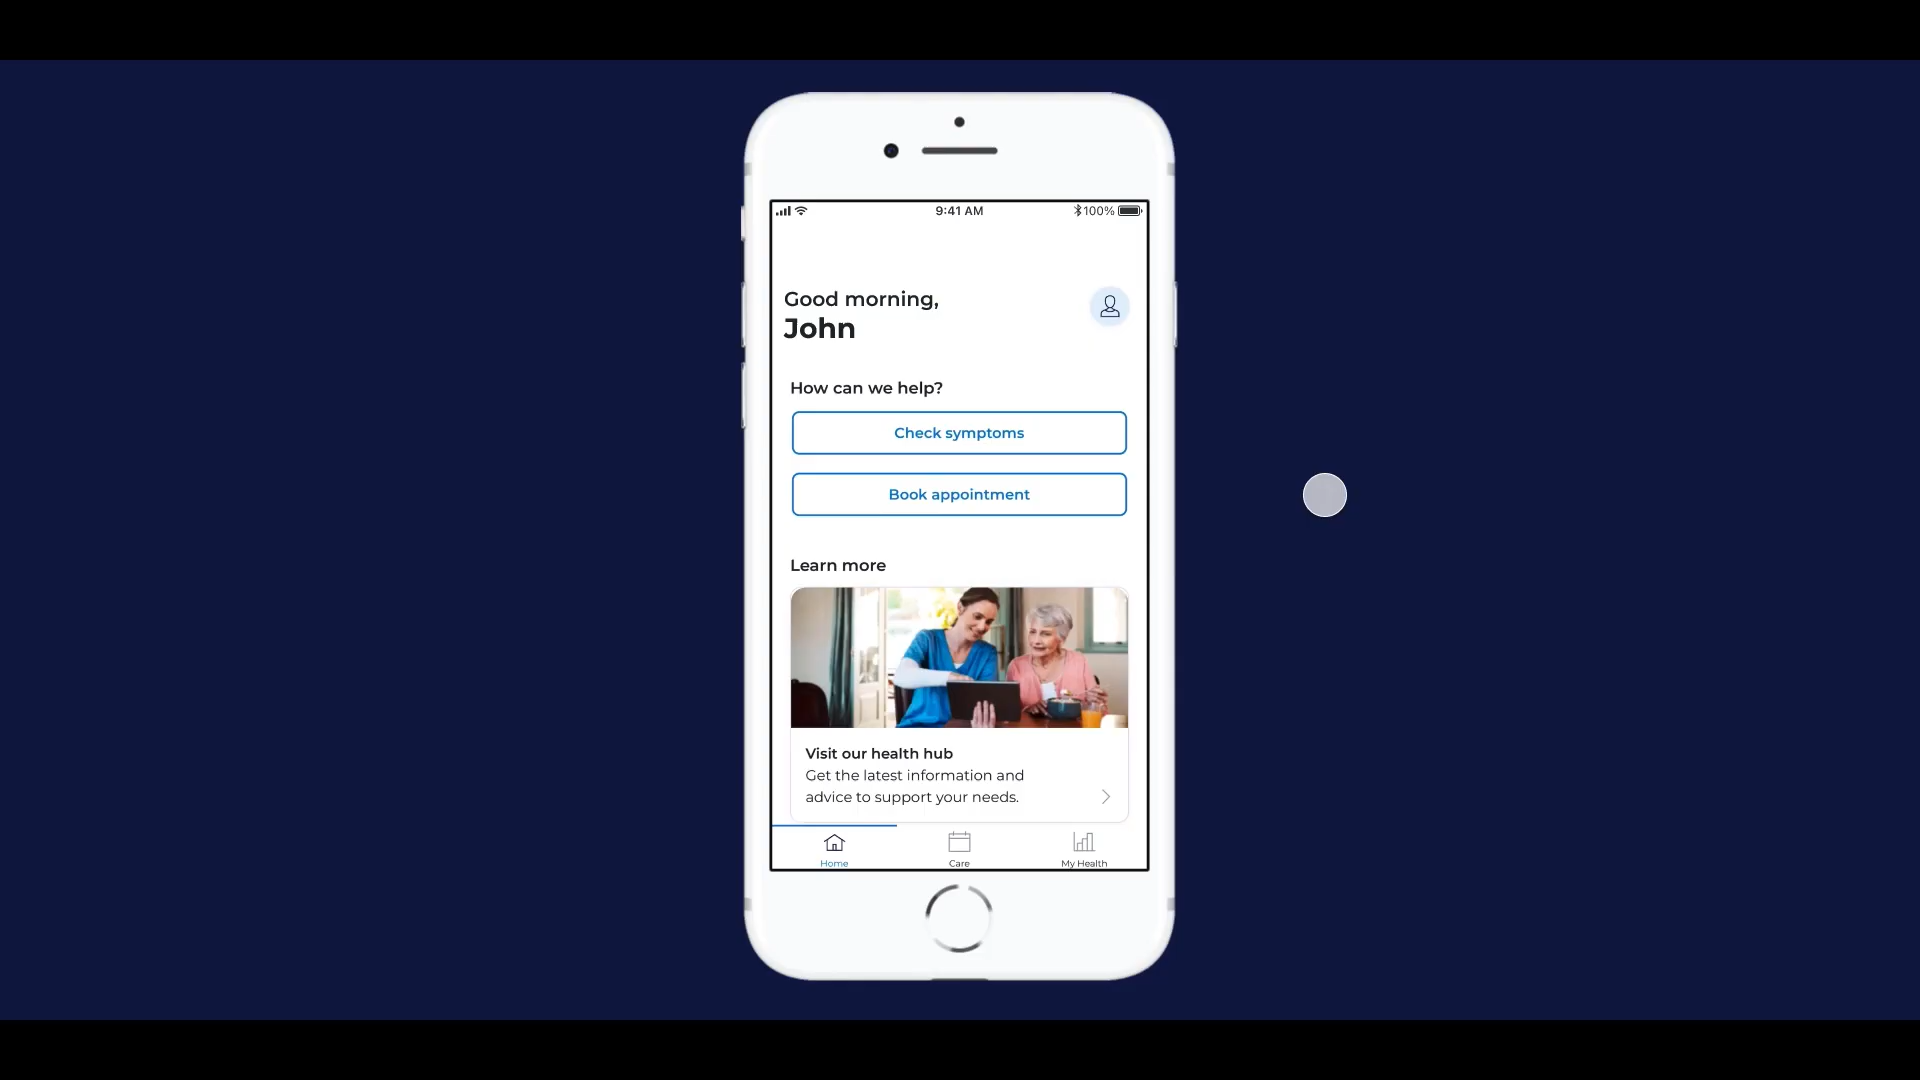 9:41 AM
100%
Good morning,
John
How can we help?
Check symptoms
Book appointment
Learn more
Visit our health hub
Get the latest information and
advice to support your needs.
Home
Care
My Health